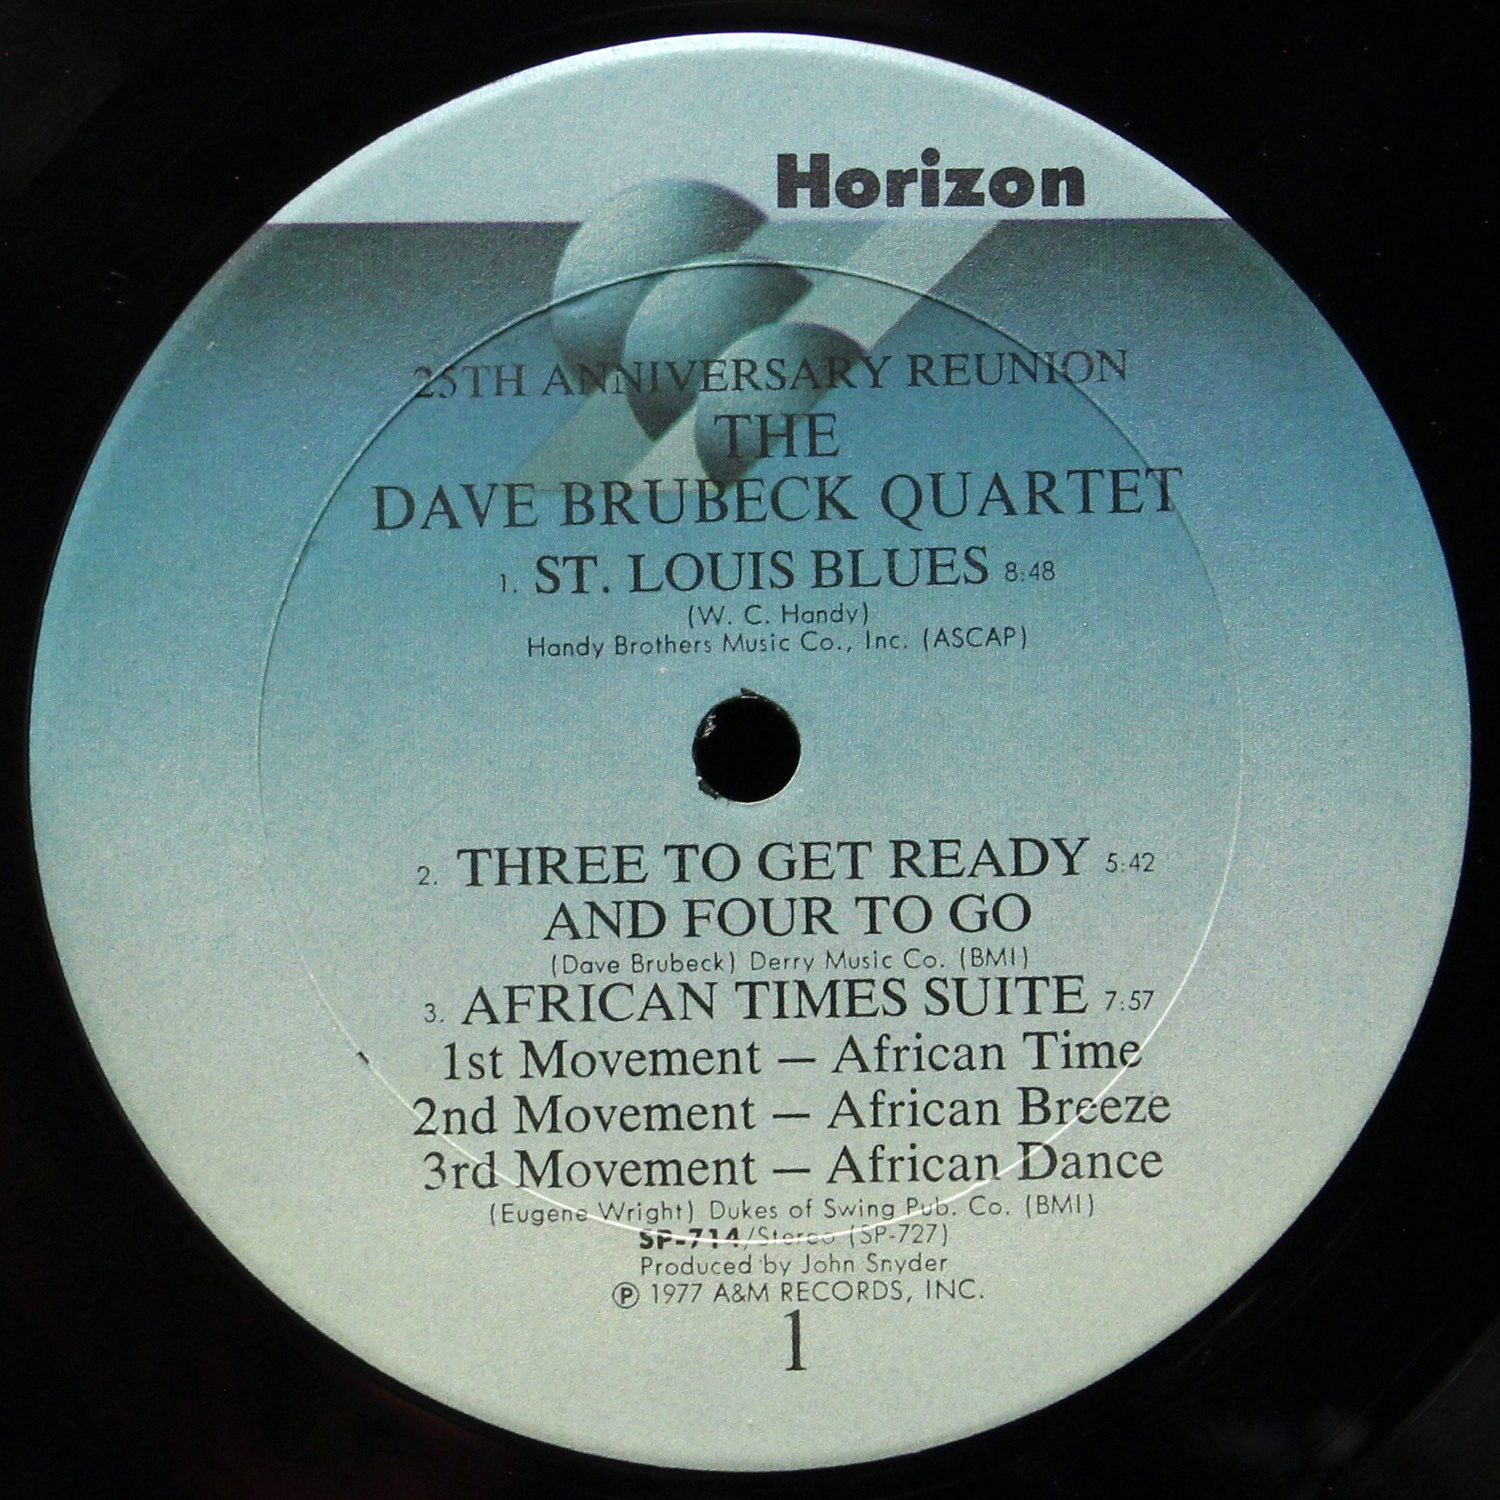 Horizon
25TH ANNIVERSARY REUNION
THE
DAVE BRUBECK QUARTET
1. ST. LOUIS BLUES 8:48
(W. C. Handy)
Handy Brothers Music Co., Inc. (ASCAP)
2. THREE TO GET READY 5:42
AND FOUR TO GO
(Dave Brubeck) Derry Music Co. (BMI)
3. AFRICAN TIMES SUITE 7:57
1st Movement — African Time
2nd Movement — African Breeze
3rd Movement — African Dance
(Eugene Wright) Dukes of Swing Pub. Co. (BMI)
SP-714/Stereo (SP-727)
Produced by John Snyder
℗ 1977 A&M RECORDS, INC.
1